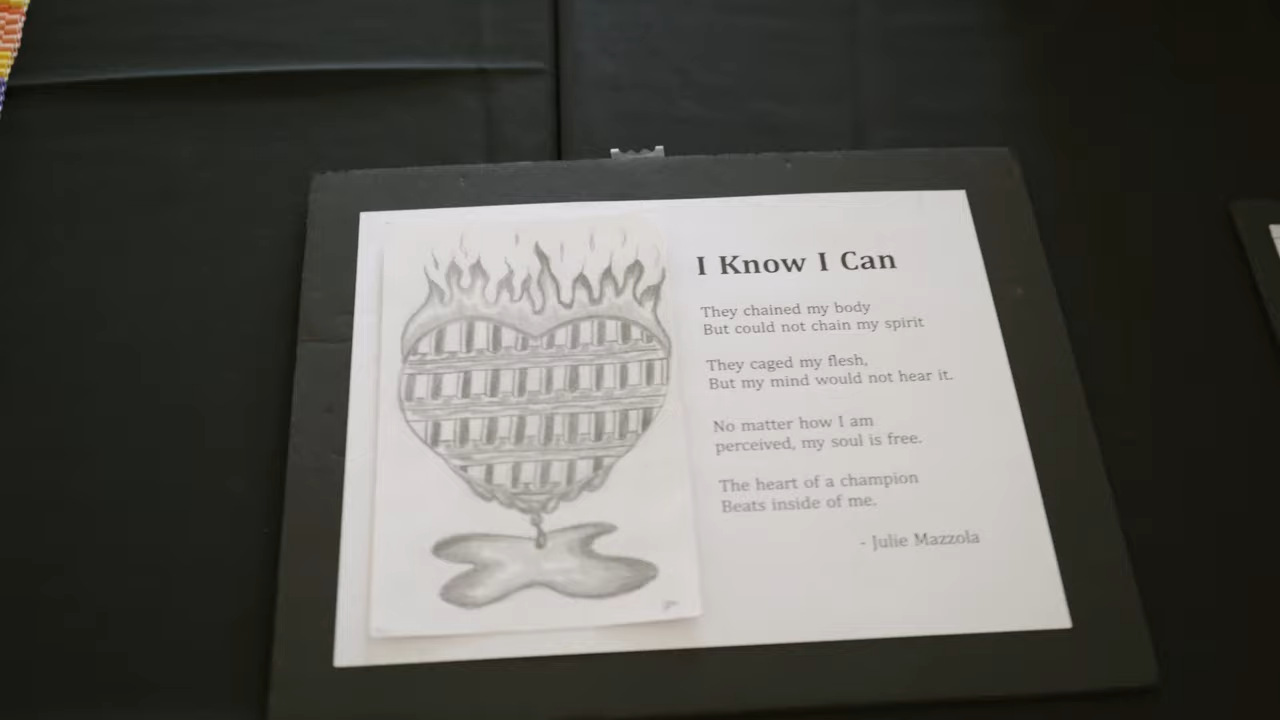 I Know I Can
They chained my body
But could not chain my spirit
They caged my flesh,
But my mind would not hear it.
No matter how I am
perceived, my soul is free.
The heart of a champion
Beats inside of me.
- Julie Mazzola